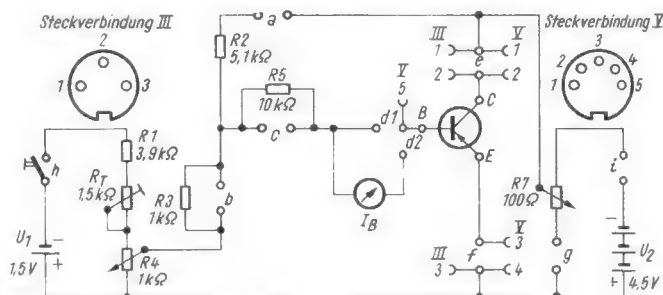 Steckverbindung III
2
1
3
a
R2
5,1kΩ
R5
10kΩ
c
III
V
1
1
e
2
2
V
5
d1
B
d2
C
E
Steckverbindung V
3
2
4
1
5
h
R1
3,9kΩ
RT
1,5kΩ
R3
1kΩ
b
IB
R7
100Ω
i
U1
1,5V
−
+
R4
1kΩ
V
3
f
III
3
4
g
−
U2
+
4,5V